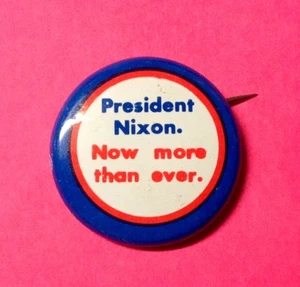 President
Nixon.
Now more
than ever.